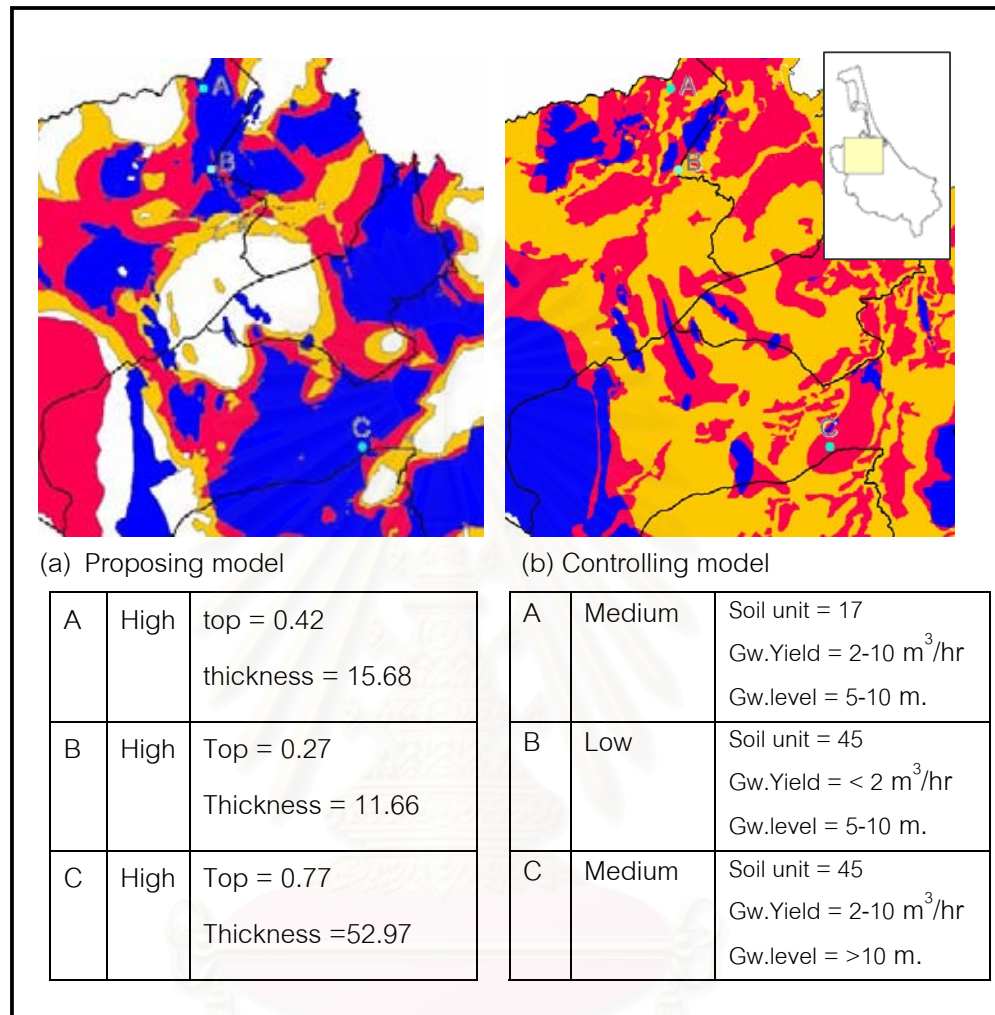 A
B
C
A
B
C
(a) Proposing model
(b) Controlling model
A High top = 0.42
thickness = 15.68
B High Top = 0.27
Thickness = 11.66
C High Top = 0.77
Thickness =52.97
A Medium Soil unit = 17
Gw.Yield = 2-10 m³/hr
Gw.level = 5-10 m.
B Low Soil unit = 45
Gw.Yield = < 2 m³/hr
Gw.level = 5-10 m.
C Medium Soil unit = 45
Gw.Yield = 2-10 m³/hr
Gw.level = >10 m.